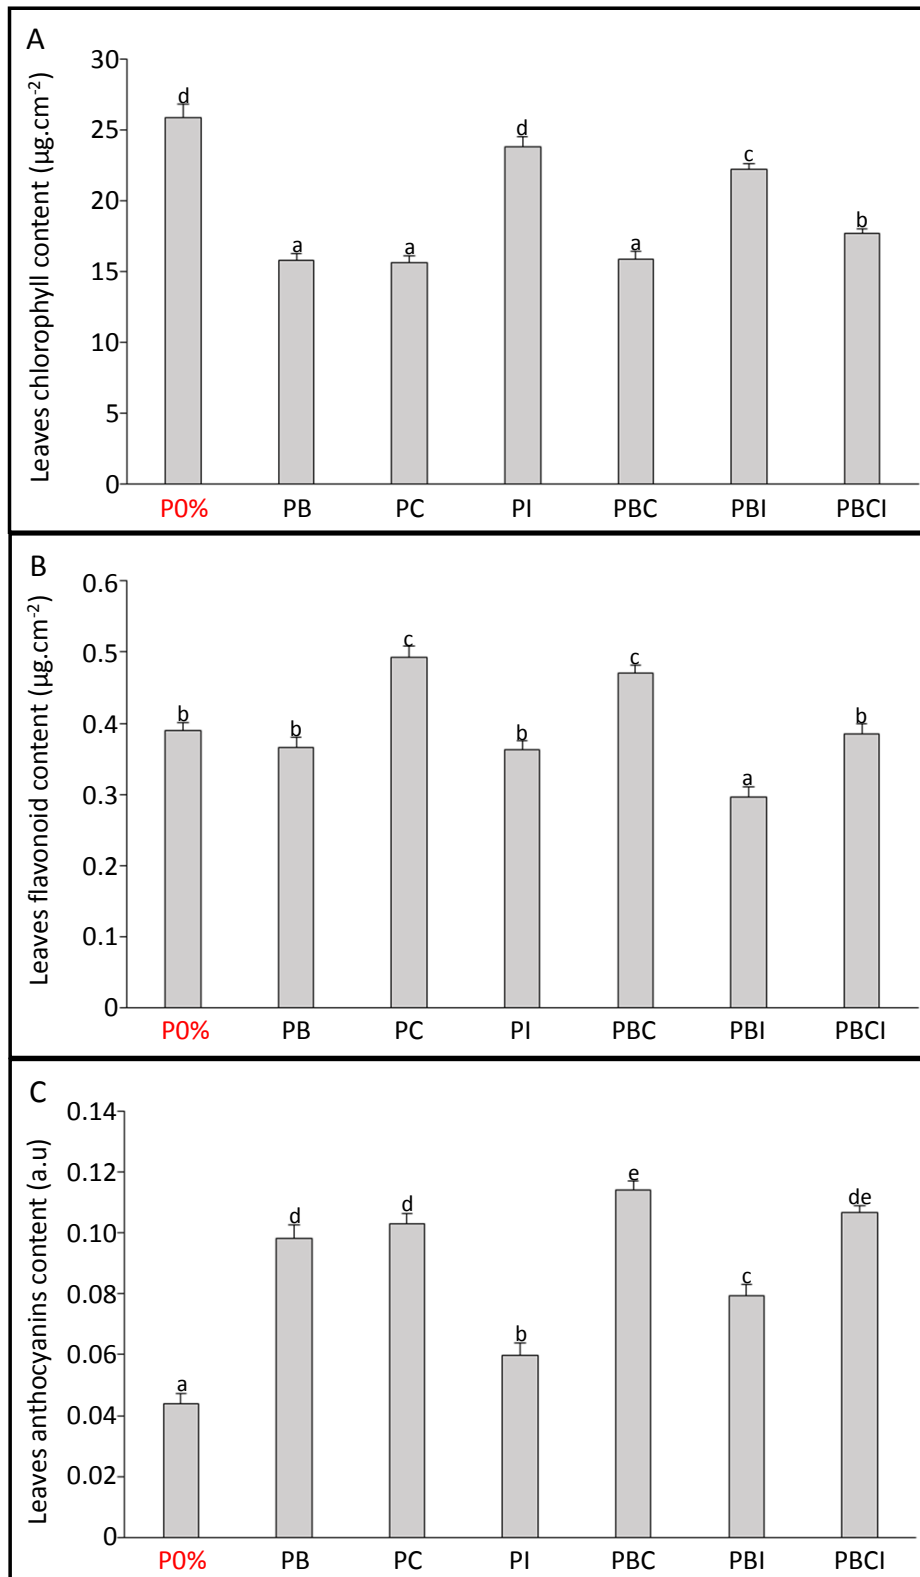 A
Leaves chlorophyll content (µg.cm-2)
30
25
20
15
10
5
0
d
a
a
d
a
c
b
P0% PB PC PI PBC PBI PBCI
B
Leaves flavonoid content (µg.cm-2)
0.6
0.5
0.4
0.3
0.2
0.1
0
b
b
c
b
c
a
b
P0% PB PC PI PBC PBI PBCI
C
Leaves anthocyanins content (a.u)
0.14
0.12
0.10
0.08
0.06
0.04
0.02
0
a
d
d
b
e
c
de
P0% PB PC PI PBC PBI PBCI